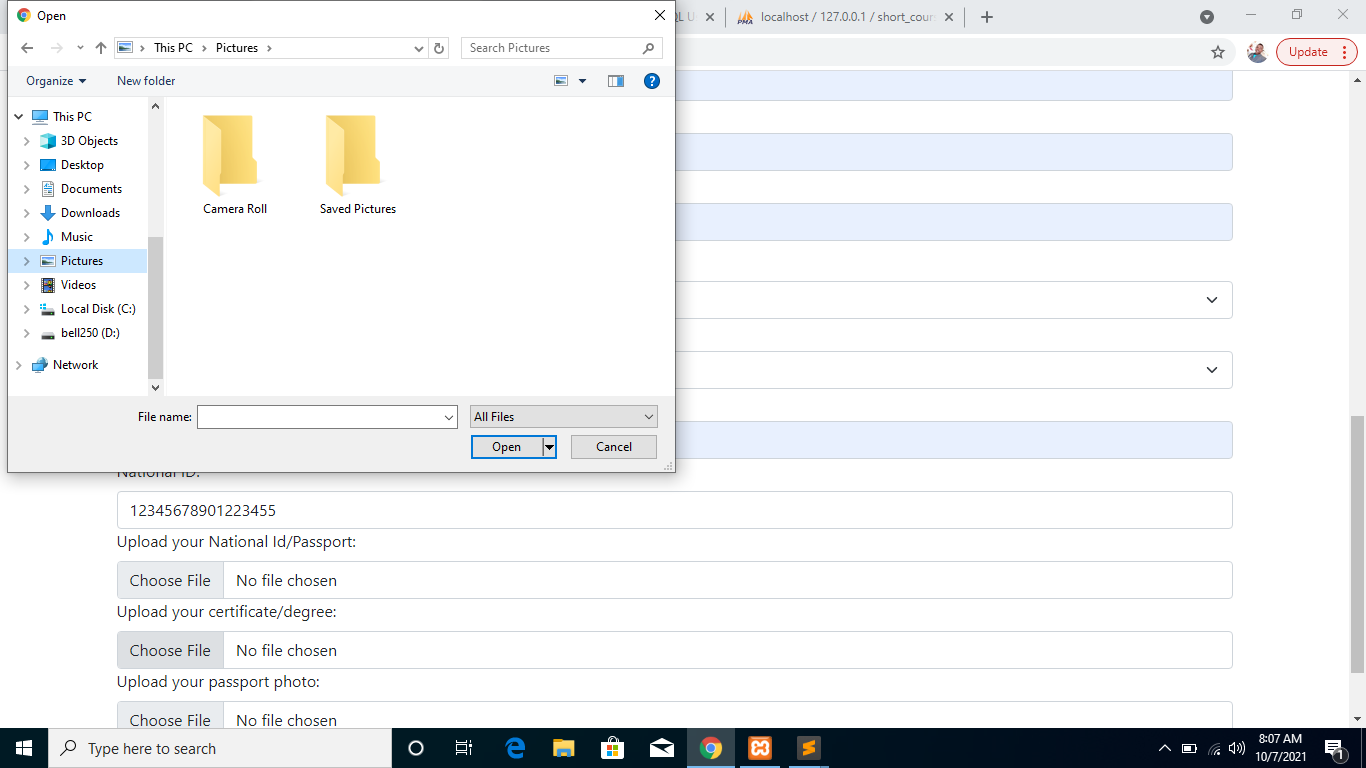 Open
QL U
localhost / 127.0.0.1 / short_cour
This PC
Pictures
Search Pictures
Update
Organize
New folder
This PC
3D Objects
Desktop
Documents
Downloads
Music
Pictures
Videos
Local Disk (C:)
bell250 (D:)
Network
Camera Roll
Saved Pictures
File name:
All Files
Open
Cancel
National ID:
12345678901223455
Upload your National Id/Passport:
Choose File No file chosen
Upload your certificate/degree:
Choose File No file chosen
Upload your passport photo:
Choose File No file chosen
Type here to search
8:07 AM
10/7/2021
1